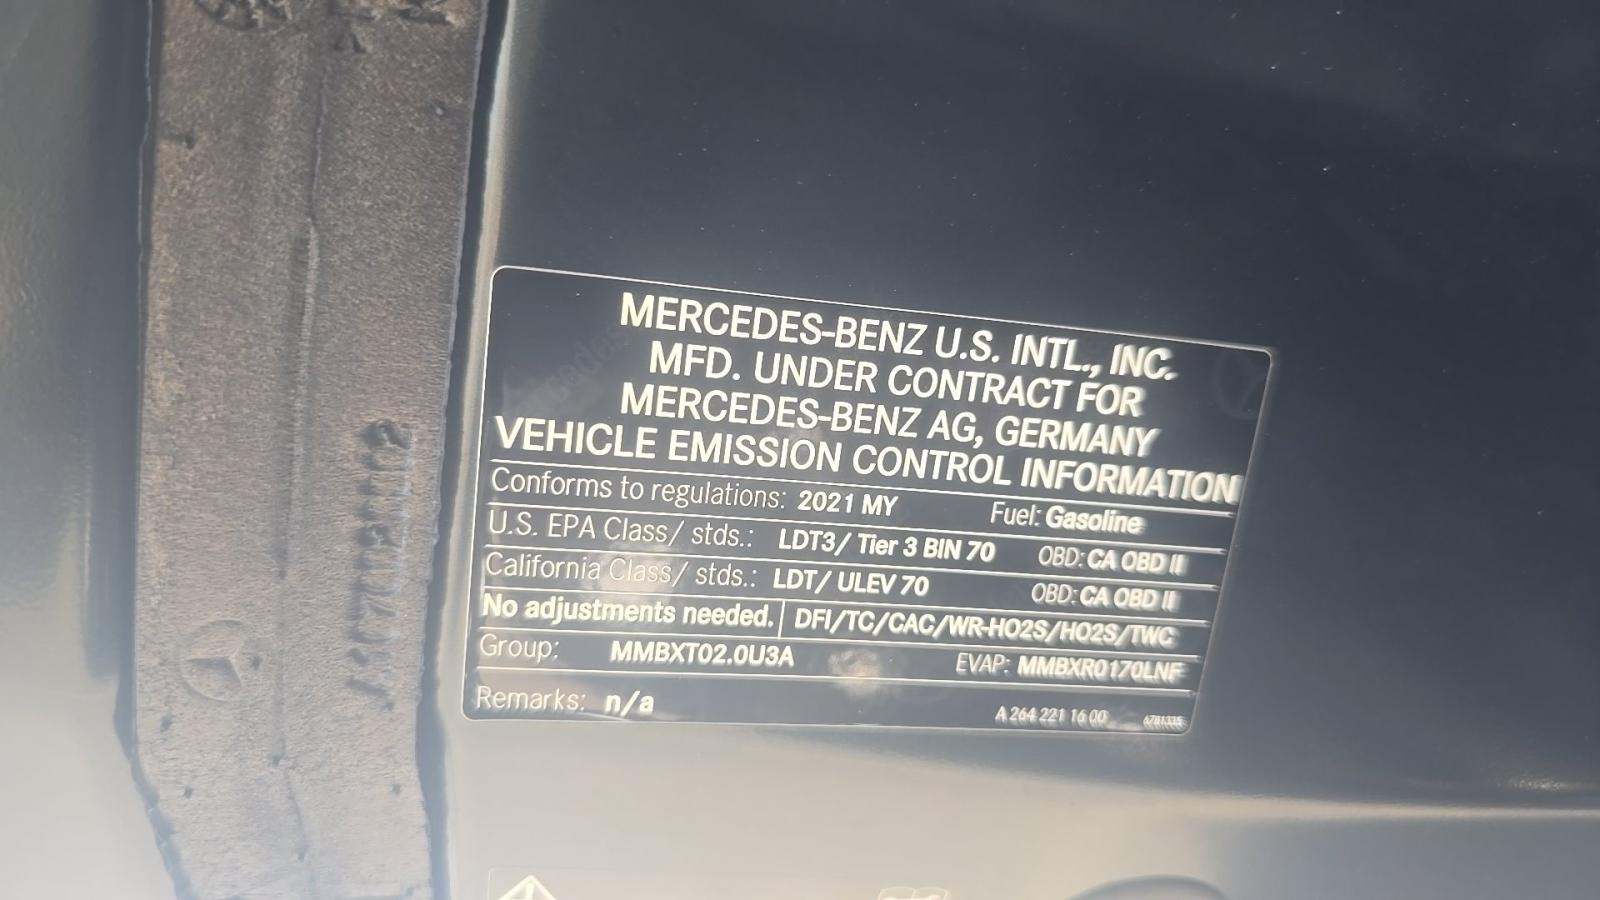 MERCEDES-BENZ U.S. INTL., INC.
MFD. UNDER CONTRACT FOR
MERCEDES-BENZ AG, GERMANY
VEHICLE EMISSION CONTROL INFORMATION
Conforms to regulations: 2021 MY Fuel: Gasoline
U.S. EPA Class/ stds.: LDT3/ Tier 3 BIN 70 OBD: CA OBD II
California Class/ stds.: LDT/ ULEV 70 OBD: CA OBD II
No adjustments needed. DFI/TC/CAC/WR-HO2S/HO2S/TWC
Group: MMBXT02.0U3A EVAP: MMBXR0170LNF
Remarks: n/a
A 264 221 16 00